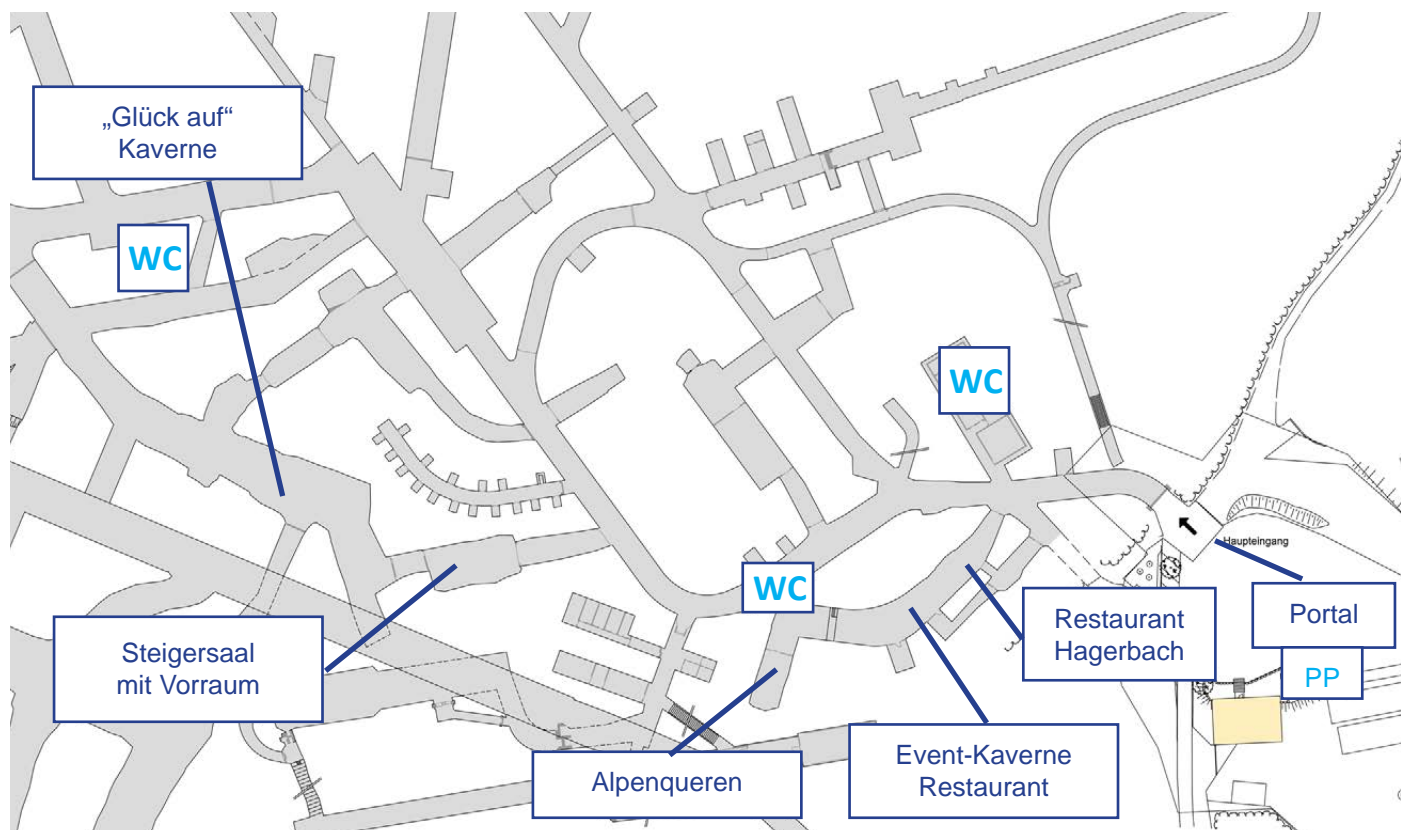 „Glück auf“
Kaverne
WC
WC
WC
Haupteingang
Steigersaal
mit Vorraum
Restaurant
Hagerbach
Portal
PP
Alpenqueren
Event-Kaverne
Restaurant